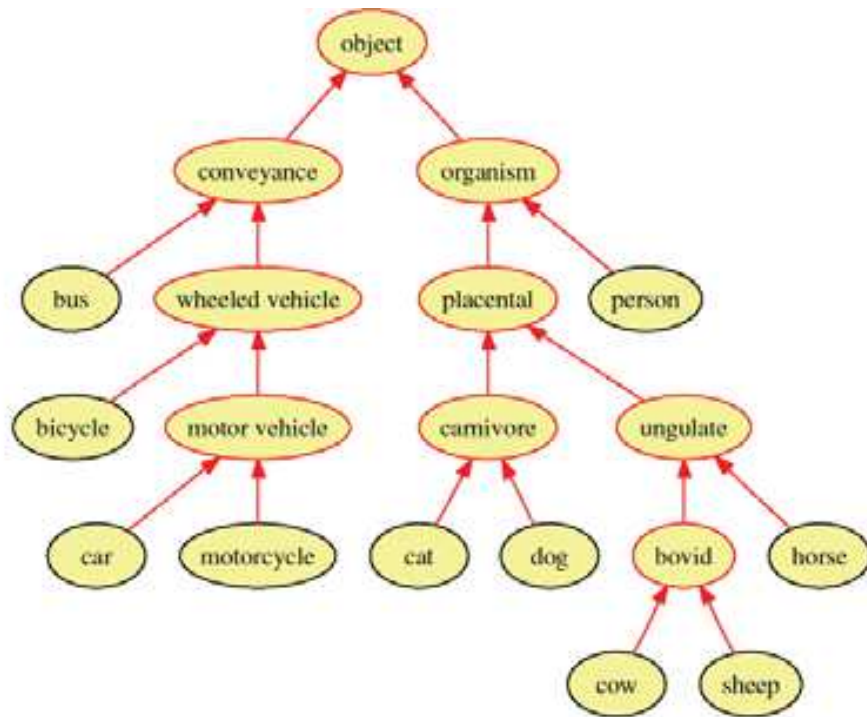 object
conveyance
organism
bus
wheeled vehicle
placental
person
bicycle
motor vehicle
carnivore
ungulate
car
motorcycle
cat
dog
bovid
horse
cow
sheep